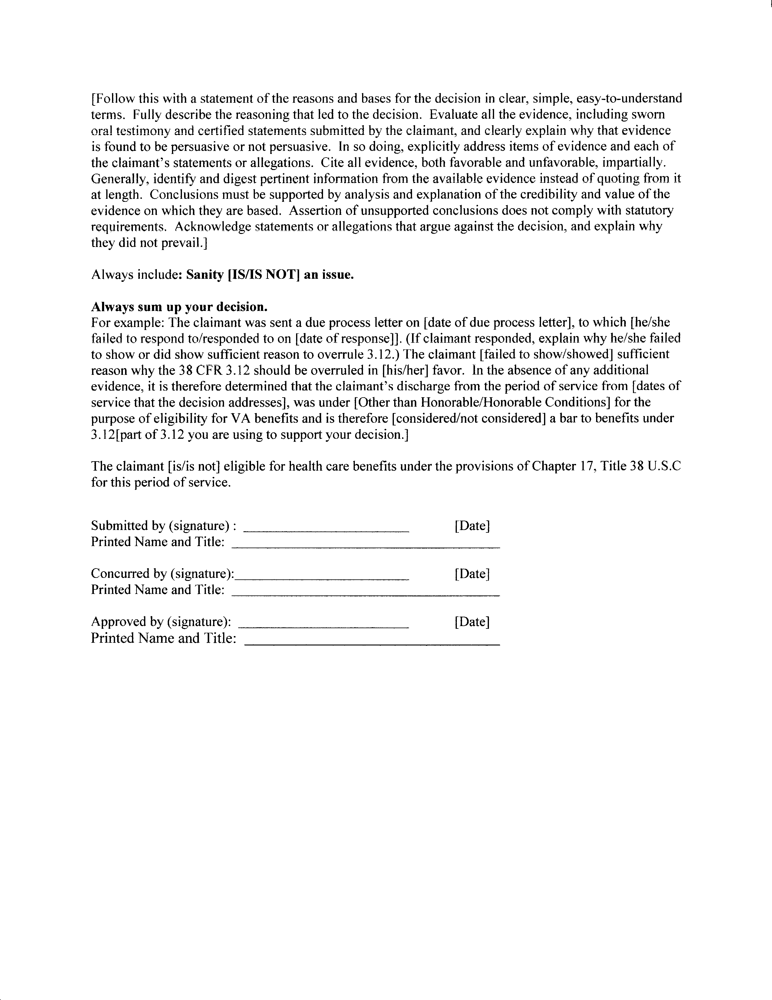 [Follow this with a statement of the reasons and bases for the decision in clear, simple, easy-to-understand
terms.  Fully describe the reasoning that led to the decision.  Evaluate all the evidence, including sworn
oral testimony and certified statements submitted by the claimant, and clearly explain why that evidence
is found to be persuasive or not persuasive.  In so doing, explicitly address items of evidence and each of
the claimant's statements or allegations.  Cite all evidence, both favorable and unfavorable, impartially.
Generally, identify and digest pertinent information from the available evidence instead of quoting from it
at length.  Conclusions must be supported by analysis and explanation of the credibility and value of the
evidence on which they are based.  Assertion of unsupported conclusions does not comply with statutory
requirements.  Acknowledge statements or allegations that argue against the decision, and explain why
they did not prevail.]
Always include: Sanity [IS/IS NOT] an issue.
Always sum up your decision.
For example: The claimant was sent a due process letter on [date of due process letter], to which [he/she
failed to respond to/responded to on [date of response]]. (If claimant responded, explain why he/she failed
to show or did show sufficient reason to overrule 3.12.) The claimant [failed to show/showed] sufficient
reason why the 38 CFR 3.12 should be overruled in [his/her] favor.  In the absence of any additional
evidence, it is therefore determined that the claimant's discharge from the period of service from [dates of
service that the decision addresses], was under [Other than Honorable/Honorable Conditions] for the
purpose of eligibility for VA benefits and is therefore [considered/not considered] a bar to benefits under
3.12[part of 3.12 you are using to support your decision.]
The claimant [is/is not] eligible for health care benefits under the provisions of Chapter 17, Title 38 U.S.C
for this period of service.
Submitted by (signature) : ____________________ [Date]
Printed Name and Title: ____________________
Concurred by (signature):____________________ [Date]
Printed Name and Title: ____________________
Approved by (signature): ____________________ [Date]
Printed Name and Title: ____________________